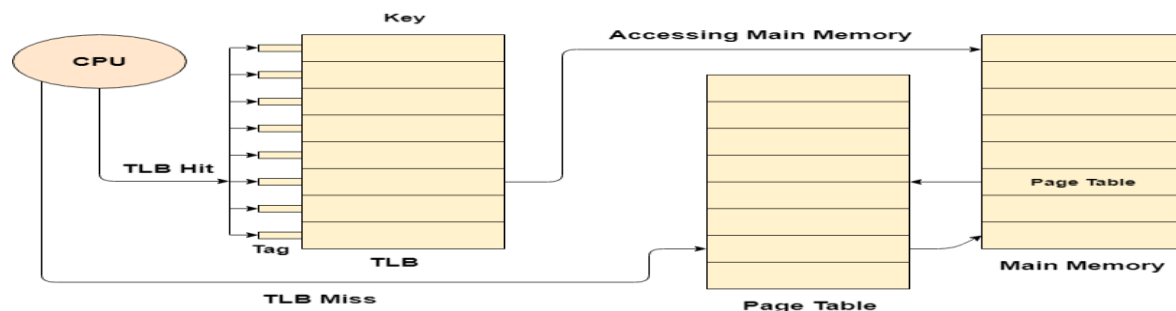 Key
Accessing Main Memory
CPU
TLB Hit
Page Table
Tag
TLB
Main Memory
TLB Miss
Page Table